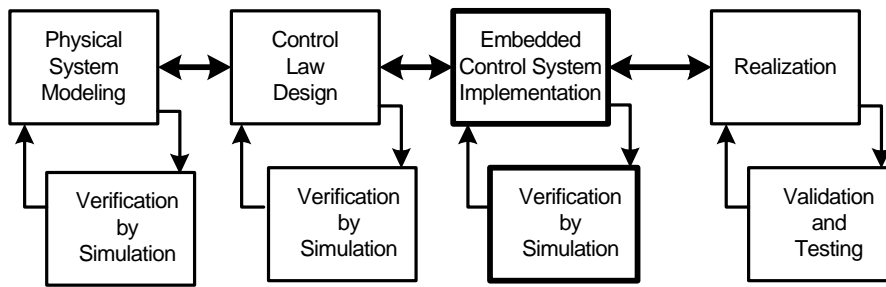 Physical
System
Modeling
Control
Law
Design
Embedded
Control System
Implementation
Realization
Verification
by
Simulation
Verification
by
Simulation
Verification
by
Simulation
Validation
and
Testing